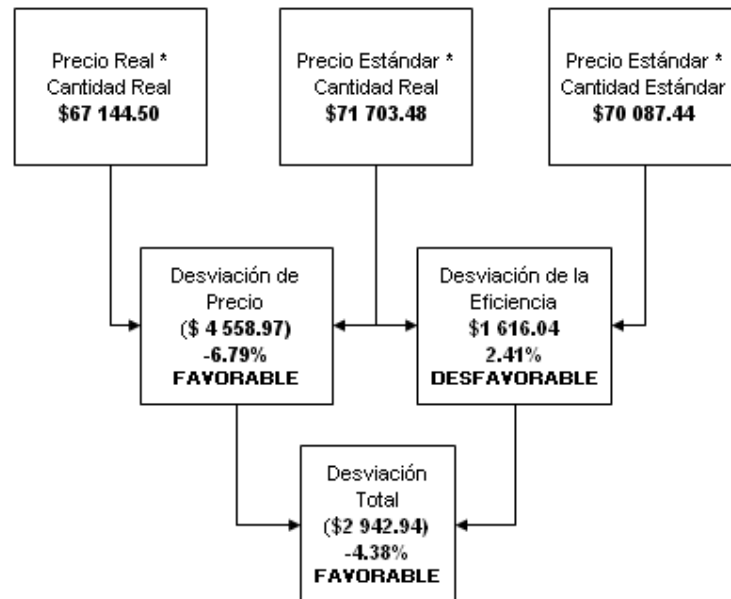 Precio Real *
Cantidad Real
$67 144.50
Precio Estándar *
Cantidad Real
$71 703.48
Precio Estándar *
Cantidad Estándar
$70 087.44
Desviación de
Precio
($ 4 558.97)
-6.79%
FAVORABLE
Desviación de la
Eficiencia
$1 616.04
2.41%
DESFAVORABLE
Desviación
Total
($2 942.94)
-4.38%
FAVORABLE